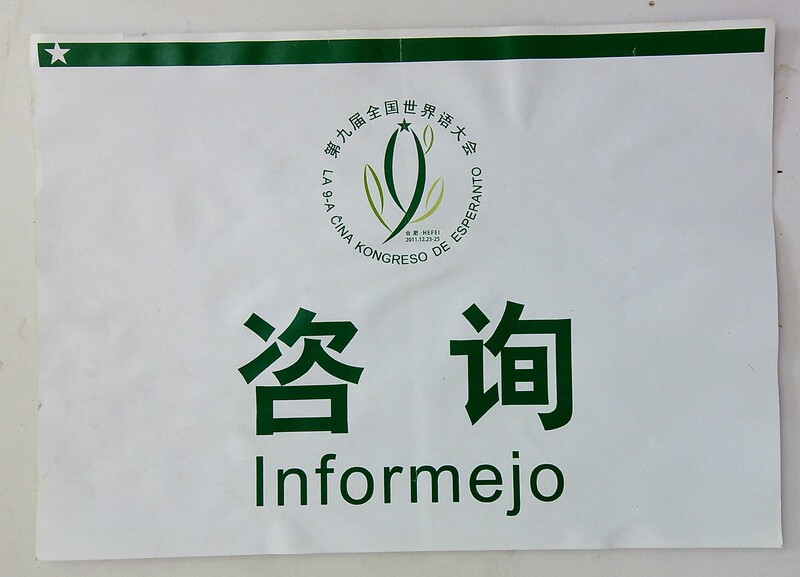 第九届全国世界语大会
LA 9-A ĈINA KONGRESO DE ESPERANTO
合肥·HEFEI
2011.12.23-25
咨询
Informejo